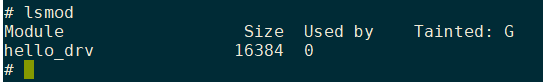 # lsmod
Module                  Size  Used by    Tainted: G
hello_drv              16384  0
#